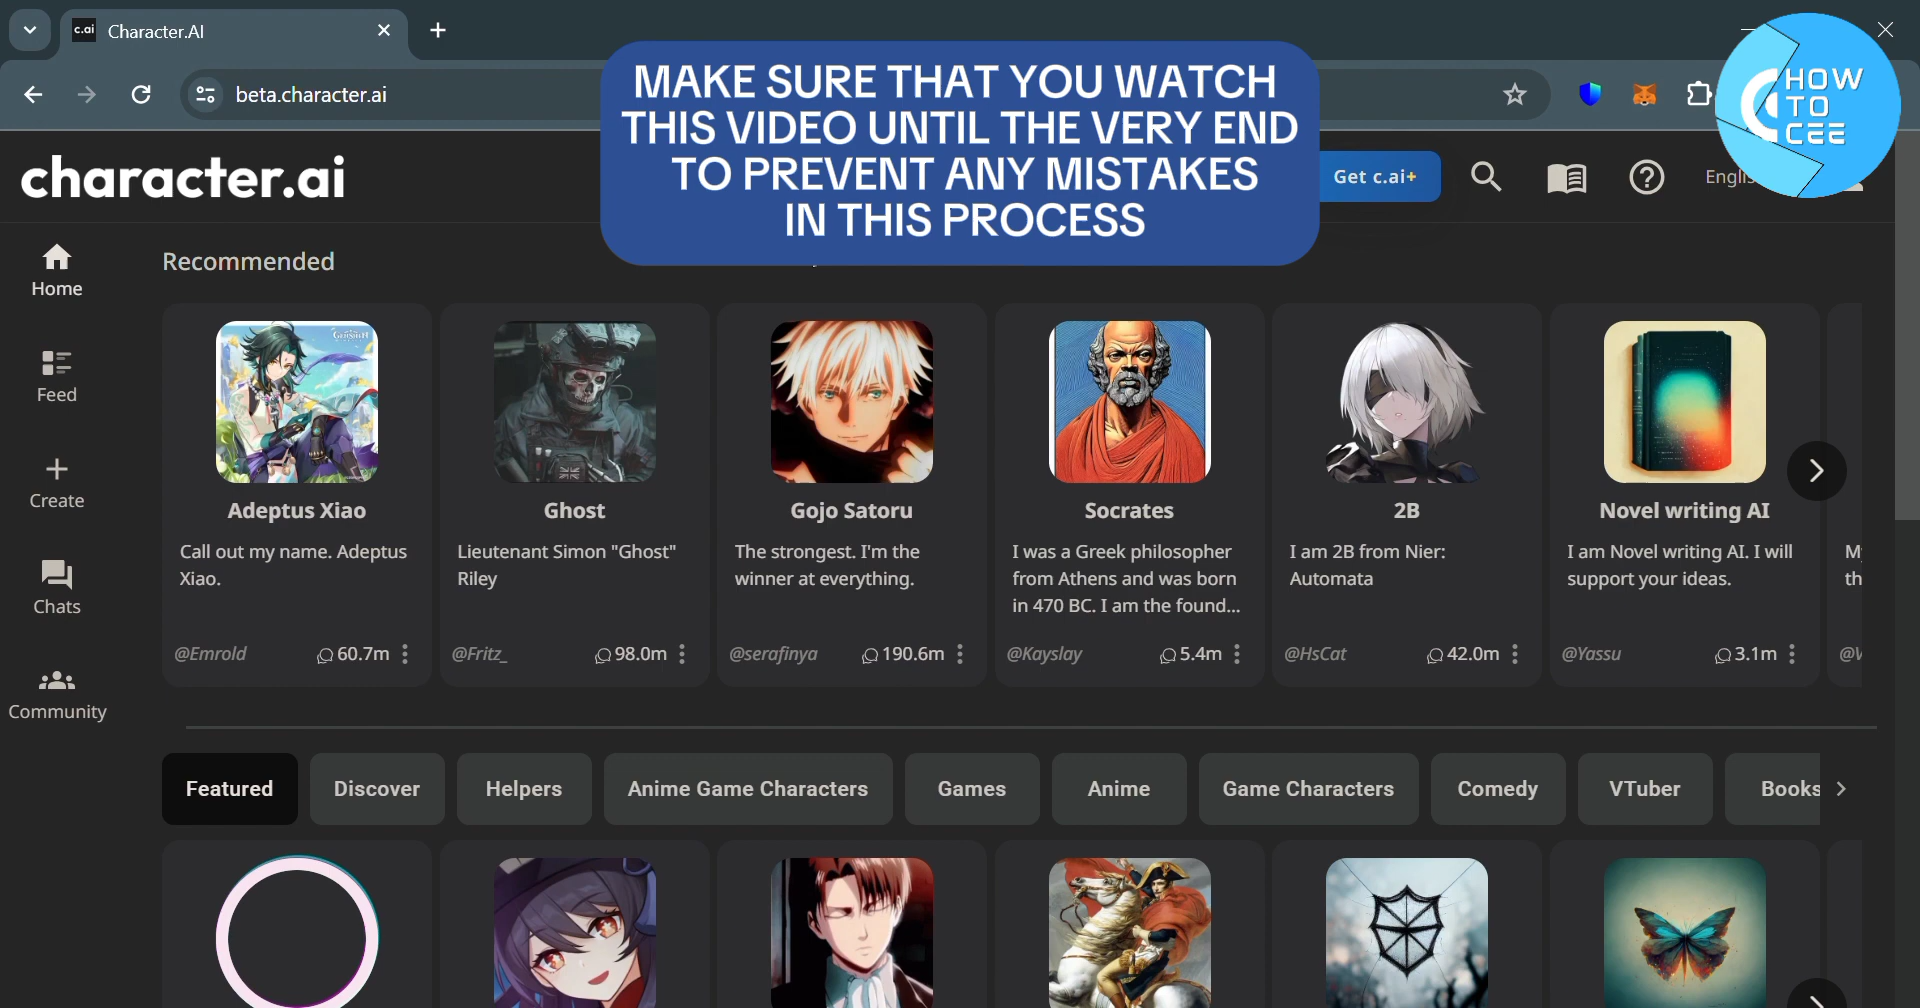 c.ai Character.AI
beta.character.ai
MAKE SURE THAT YOU WATCH
THIS VIDEO UNTIL THE VERY END
TO PREVENT ANY MISTAKES
IN THIS PROCESS
HOW
TO
CEE
character.ai
Get c.ai+
Englis
Home
Feed
Create
Chats
Community
Recommended
Adeptus Xiao
Call out my name. Adeptus
Xiao.
@Emrold 60.7m
Ghost
Lieutenant Simon "Ghost"
Riley
@Fritz_ 98.0m
Gojo Satoru
The strongest. I'm the
winner at everything.
@serafinya 190.6m
Socrates
I was a Greek philosopher
from Athens and was born
in 470 BC. I am the found...
@Kayslay 5.4m
2B
I am 2B from Nier:
Automata
@HsCat 42.0m
Novel writing AI
I am Novel writing AI. I will
support your ideas.
@Yassu 3.1m
M
th
Featured Discover Helpers Anime Game Characters Games Anime Game Characters Comedy VTuber Books